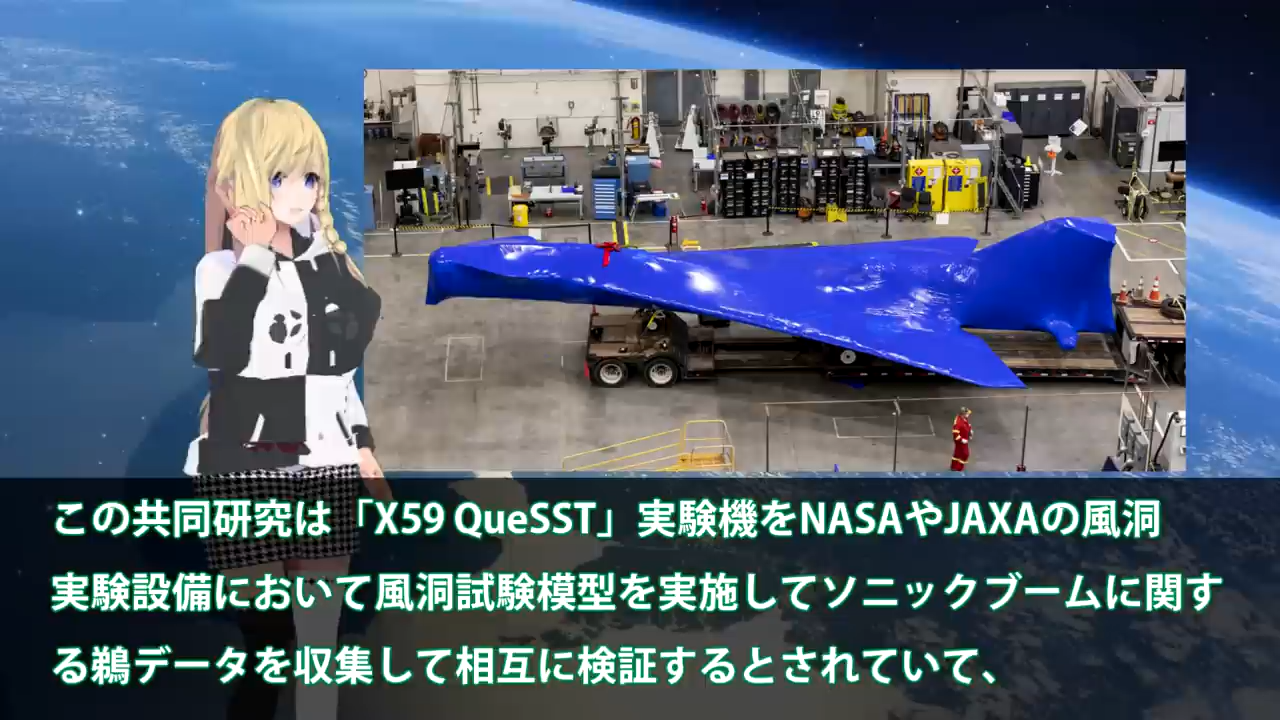 この共同研究は「X59 QueSST」実験機をNASAやJAXAの風洞
実験設備において風洞試験模型を実施してソニックブームに関す
る鵜データを収集して相互に検証するとされていて、